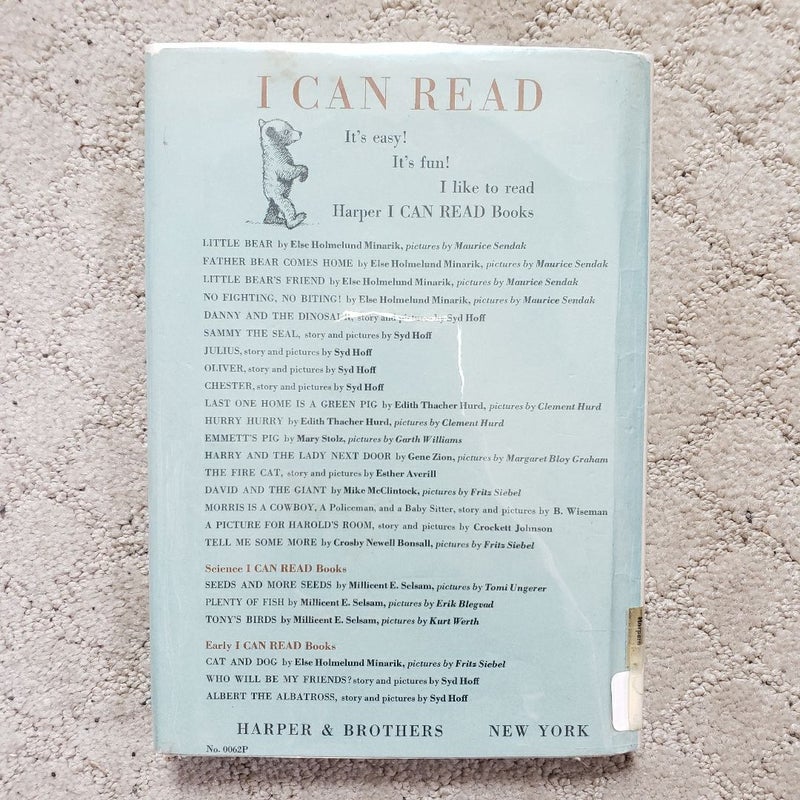 I CAN READ
It's easy!
It's fun!
I like to read
Harper I CAN READ Books
LITTLE BEAR by Else Holmelund Minarik, pictures by Maurice Sendak
FATHER BEAR COMES HOME by Else Holmelund Minarik, pictures by Maurice Sendak
LITTLE BEAR'S FRIEND by Else Holmelund Minarik, pictures by Maurice Sendak
NO FIGHTING, NO BITING! by Else Holmelund Minarik, pictures by Maurice Sendak
DANNY AND THE DINOSAUR, story and pictures by Syd Hoff
SAMMY THE SEAL, story and pictures by Syd Hoff
JULIUS, story and pictures by Syd Hoff
OLIVER, story and pictures by Syd Hoff
CHESTER, story and pictures by Syd Hoff
LAST ONE HOME IS A GREEN PIG by Edith Thacher Hurd, pictures by Clement Hurd
HURRY HURRY by Edith Thacher Hurd, pictures by Clement Hurd
EMMETT'S PIG by Mary Stolz, pictures by Garth Williams
HARRY AND THE LADY NEXT DOOR by Gene Zion, pictures by Margaret Bloy Graham
THE FIRE CAT, story and pictures by Esther Averill
DAVID AND THE GIANT by Mike McClintock, pictures by Fritz Siebel
MORRIS IS A COWBOY, A Policeman, and a Baby Sitter, story and pictures by B. Wiseman
A PICTURE FOR HAROLD'S ROOM, story and pictures by Crockett Johnson
TELL ME SOME MORE by Crosby Newell Bonsall, pictures by Fritz Siebel
Science I CAN READ Books
SEEDS AND MORE SEEDS by Millicent E. Selsam, pictures by Tomi Ungerer
PLENTY OF FISH by Millicent E. Selsam, pictures by Erik Blegvad
TONY'S BIRDS by Millicent E. Selsam, pictures by Kurt Werth
Early I CAN READ Books
CAT AND DOG by Else Holmelund Minarik, pictures by Fritz Siebel
WHO WILL BE MY FRIENDS? story and pictures by Syd Hoff
ALBERT THE ALBATROSS, story and pictures by Syd Hoff
HARPER & BROTHERS NEW YORK
No. 0062P